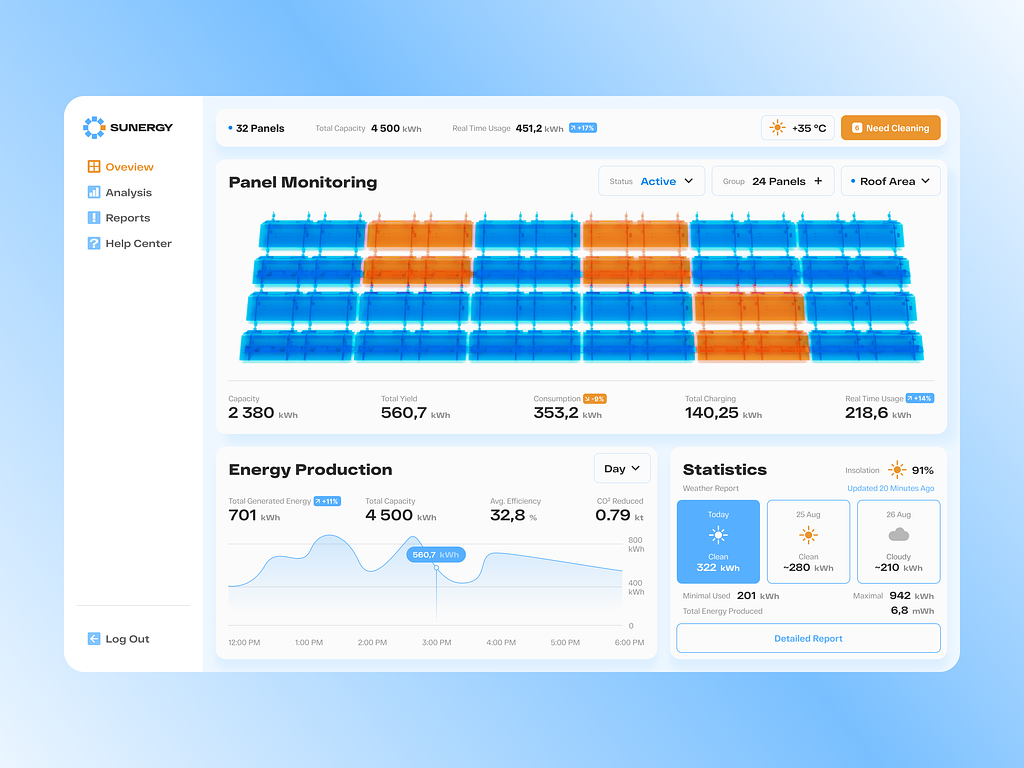 SUNERGY
Oveview
Analysis
Reports
Help Center
Log Out
32 Panels
Total Capacity 4 500 kWh
Real Time Usage 451,2 kWh +17%
+35 °C
6 Need Cleaning
Panel Monitoring
Status Active
Group 24 Panels +
Roof Area
Capacity
2 380 kWh
Total Yield
560,7 kWh
Consumption -9%
353,2 kWh
Total Charging
140,25 kWh
Real Time Usage +14%
218,6 kWh
Energy Production
Day
Total Generated Energy +11%
701 kWh
Total Capacity
4 500 kWh
Avg. Efficiency
32,8 %
CO² Reduced
0.79 kt
560,7 kWh
800
kWh
400
kWh
0
12:00 PM 1:00 PM 2:00 PM 3:00 PM 4:00 PM 5:00 PM 6:00 PM
Statistics
Insolation 91%
Weather Report
Updated 20 Minutes Ago
Today
Clean
322 kWh
25 Aug
Clean
~280 kWh
26 Aug
Cloudy
~210 kWh
Minimal Used 201 kWh
Maximal 942 kWh
Total Energy Produced 6,8 mWh
Detailed Report